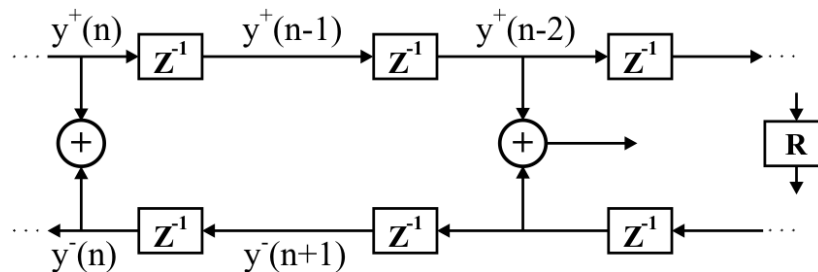 y⁺(n) z⁻¹ y⁺(n-1) z⁻¹ y⁺(n-2) z⁻¹
+ + R
z⁻¹ z⁻¹ z⁻¹
y⁻(n) y⁻(n+1)